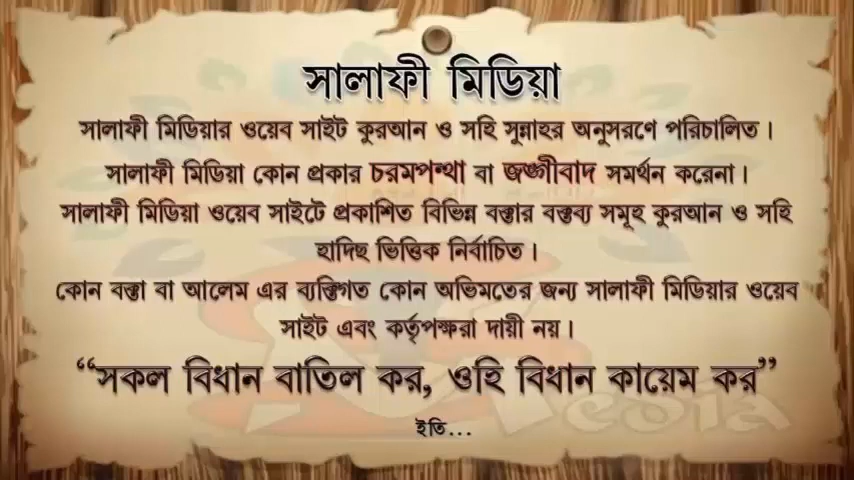 সালাফী মিডিয়া
সালাফী মিডিয়ার ওয়েব সাইট কুরআন ও সহি সুন্নাহর অনুসরণে পরিচালিত।
সালাফী মিডিয়া কোন প্রকার চরমপন্থা বা জঙ্গীবাদ সমর্থন করেনা।
সালাফী মিডিয়া ওয়েব সাইটে প্রকাশিত বিভিন্ন বক্তার বক্তব্য সমূহ কুরআন ও সহি
হাদিছ ভিত্তিক নির্বাচিত।
কোন বক্তা বা আলেম এর ব্যক্তিগত কোন অভিমতের জন্য সালাফী মিডিয়ার ওয়েব
সাইট এবং কর্তৃপক্ষরা দায়ী নয়।
“সকল বিধান বাতিল কর, ওহি বিধান কায়েম কর”
ইতি...